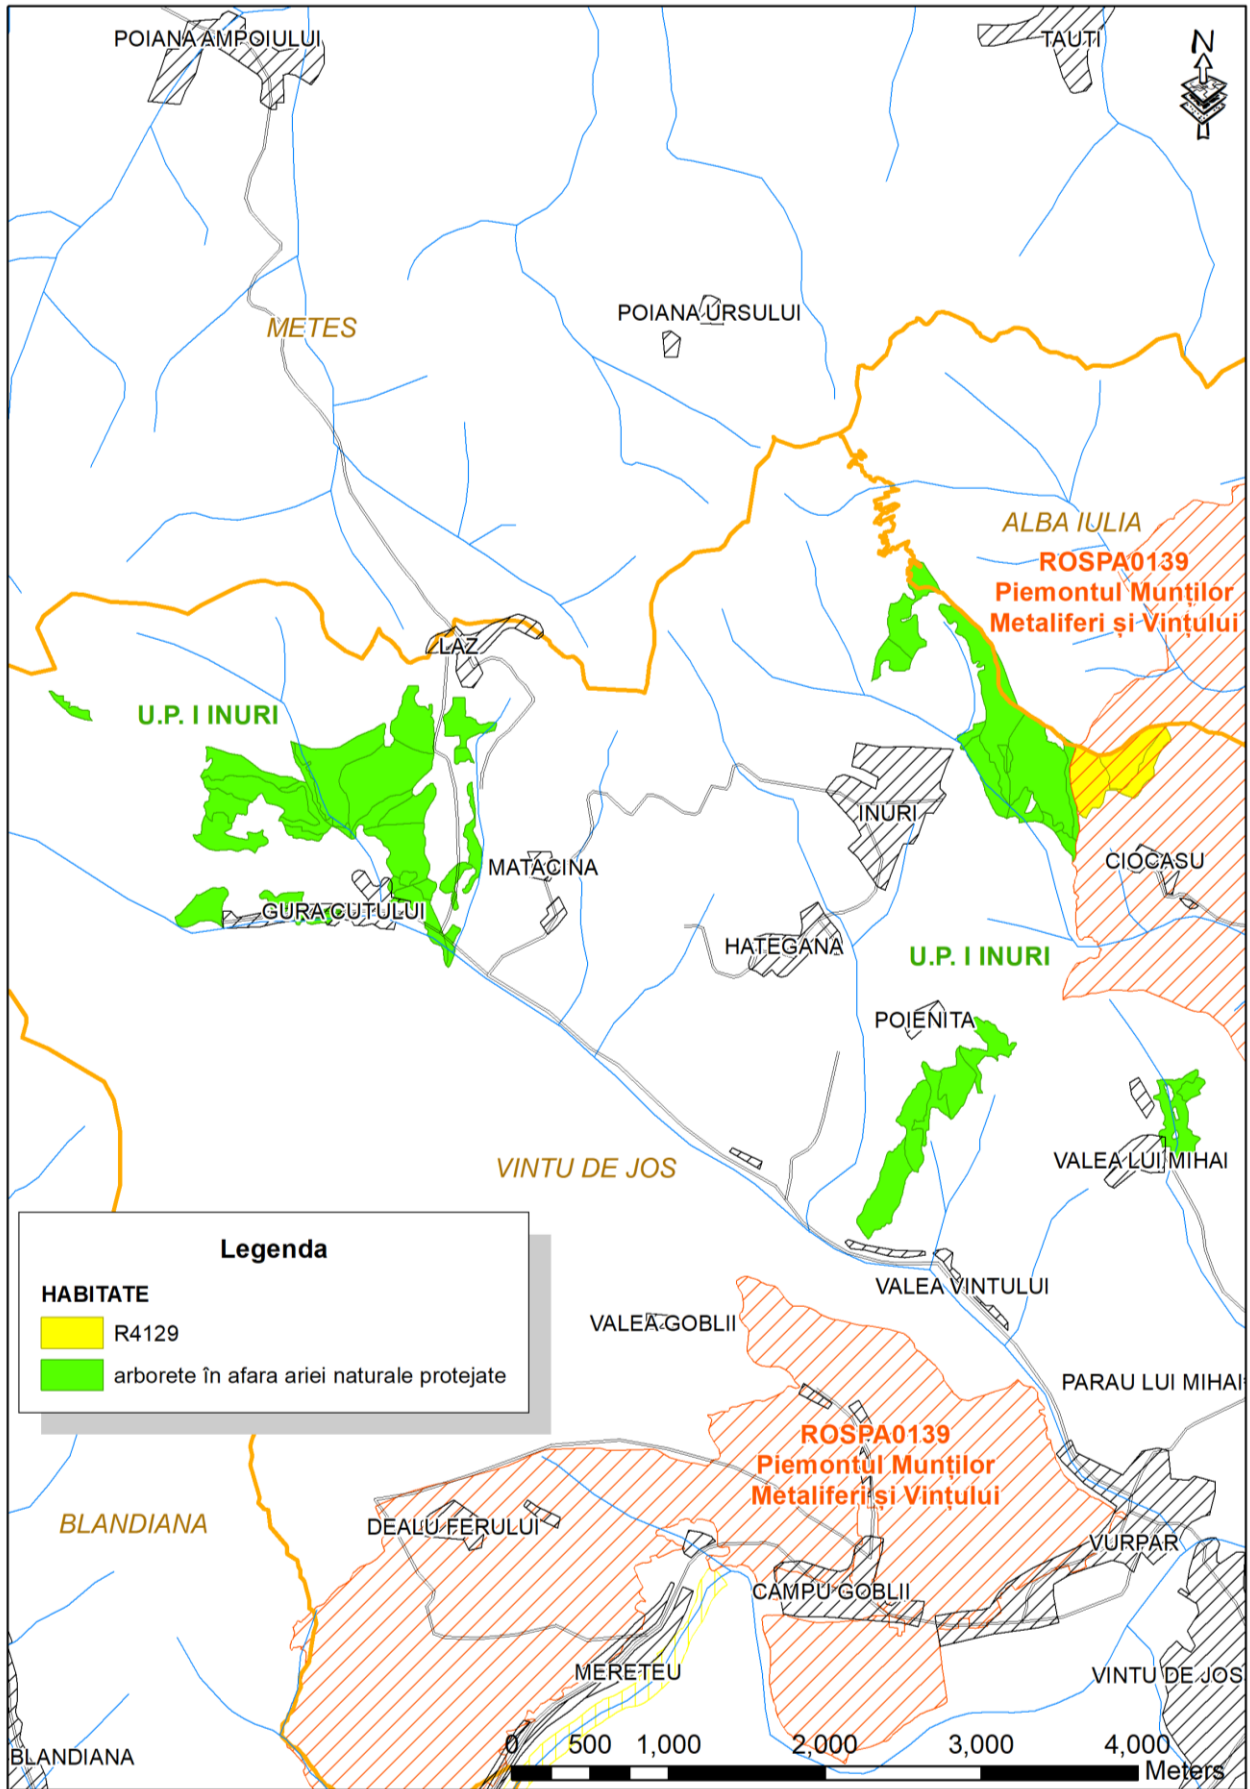 POIANA AMPOIULUI
TAUTI
N
POIANA URSULUI
METES
ALBA IULIA
ROSPA0139
Piemontul Munților
Metaliferi și Vințului
LAZ
U.P. I INURI
INURI
CIOCASU
MATACINA
GURA CUTULUI
HATEGANA
U.P. I INURI
POIENITA
VALEA LUI MIHAI
VINTU DE JOS
Legenda
HABITATE
R4129
arborete în afara ariei naturale protejate
VALEA VINTULUI
VALEA GOBLII
PARAU LUI MIHAI
ROSPA0139
Piemontul Munților
Metaliferi și Vințului
BLANDIANA
DEALU FERULUI
VURPAR
CAMPU GOBLII
MERETEU
VINTU DE JOS
BLANDIANA
0 500 1,000 2,000 3,000 4,000
Meters